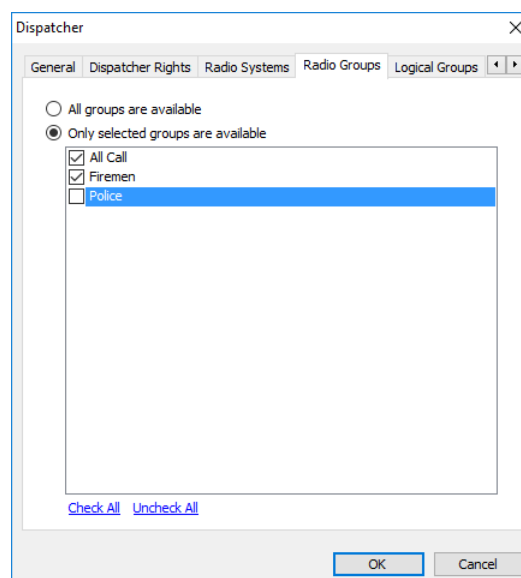 Dispatcher
General Dispatcher Rights Radio Systems Radio Groups Logical Groups
All groups are available
Only selected groups are available
All Call
Firemen
Police
Check All Uncheck All
OK Cancel